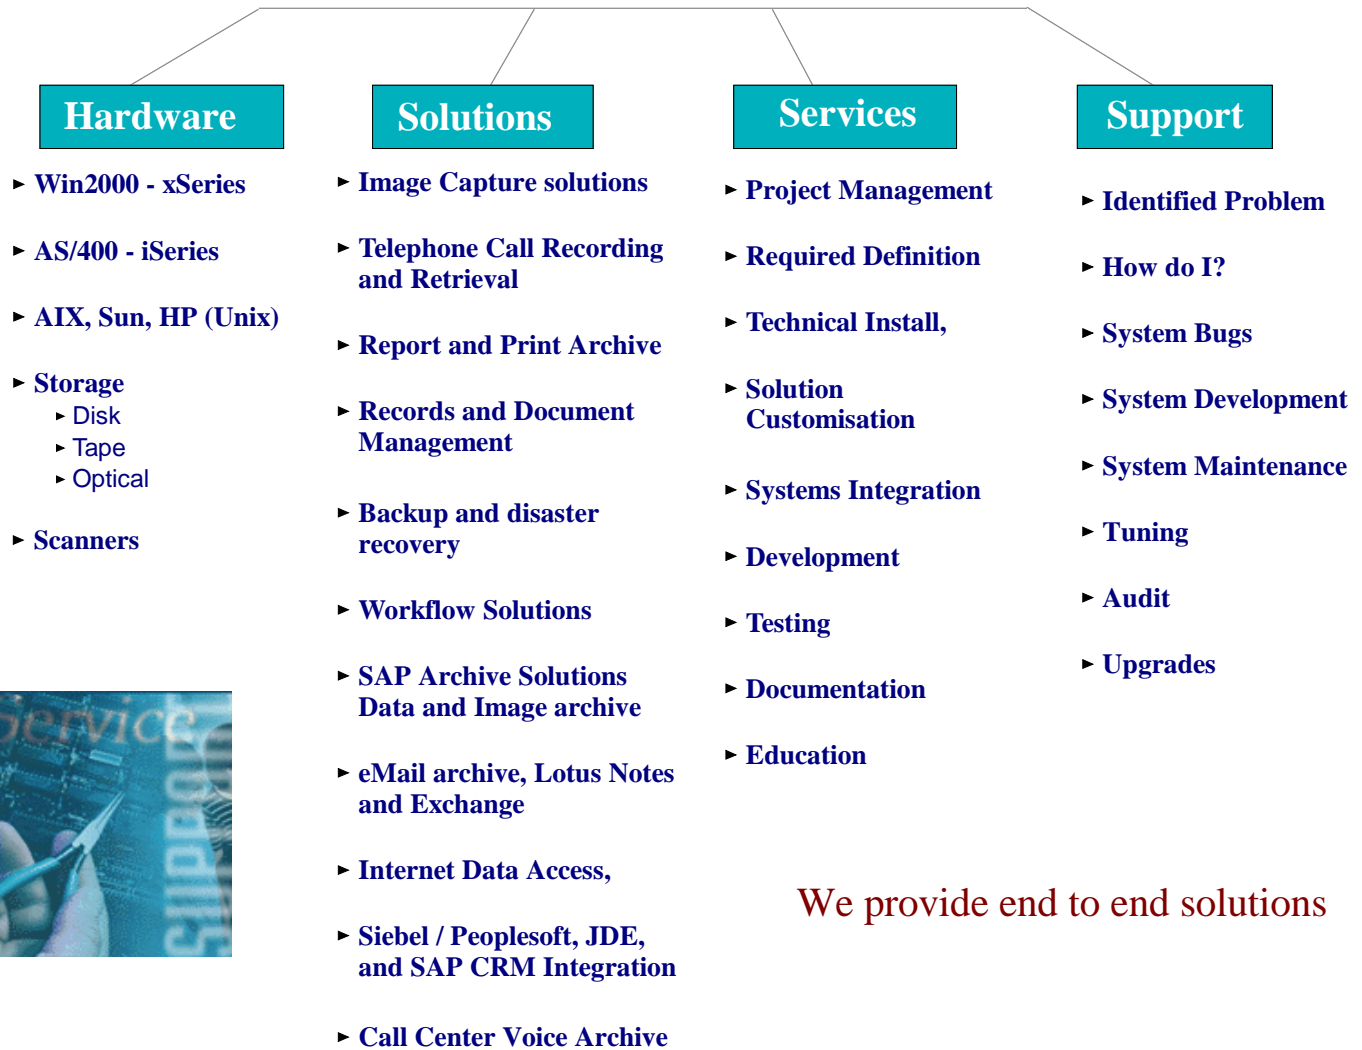 Hardware
Win2000 - xSeries
AS/400 - iSeries
AIX, Sun, HP (Unix)
Storage
Disk
Tape
Optical
Scanners
Service
SUPPORT
Solutions
Image Capture solutions
Telephone Call Recording
and Retrieval
Report and Print Archive
Records and Document
Management
Backup and disaster
recovery
Workflow Solutions
SAP Archive Solutions
Data and Image archive
eMail archive, Lotus Notes
and Exchange
Internet Data Access,
Siebel / Peoplesoft, JDE,
and SAP CRM Integration
Call Center Voice Archive
Services
Project Management
Required Definition
Technical Install,
Solution
Customisation
Systems Integration
Development
Testing
Documentation
Education
Support
Identified Problem
How do I?
System Bugs
System Development
System Maintenance
Tuning
Audit
Upgrades
We provide end to end solutions